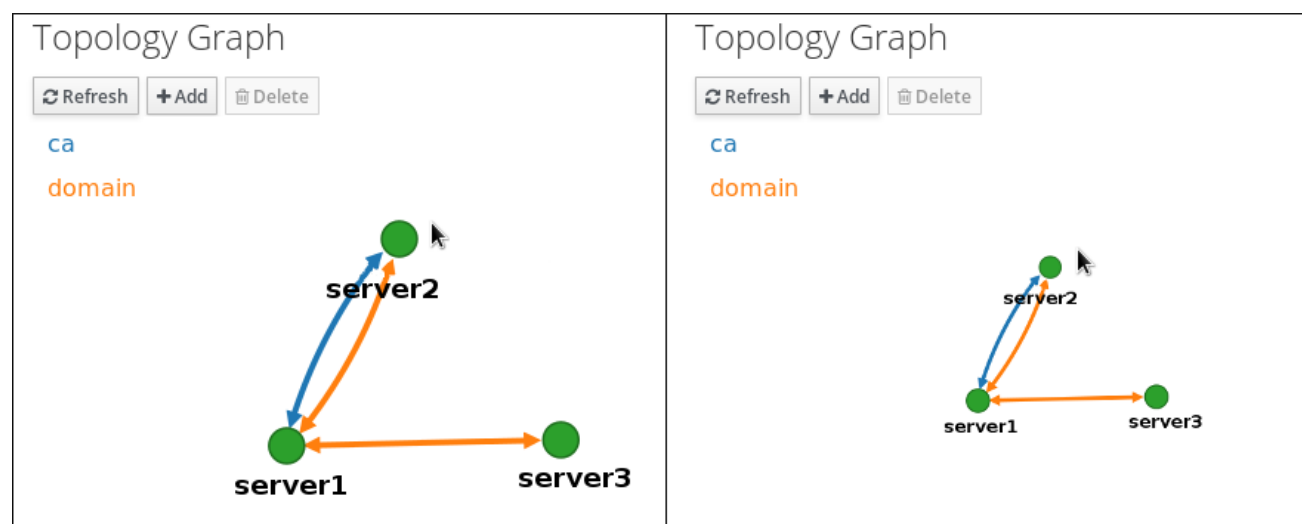 Topology Graph
Refresh Add Delete
ca
domain
server2
server1
server3
Topology Graph
Refresh Add Delete
ca
domain
server2
server1
server3